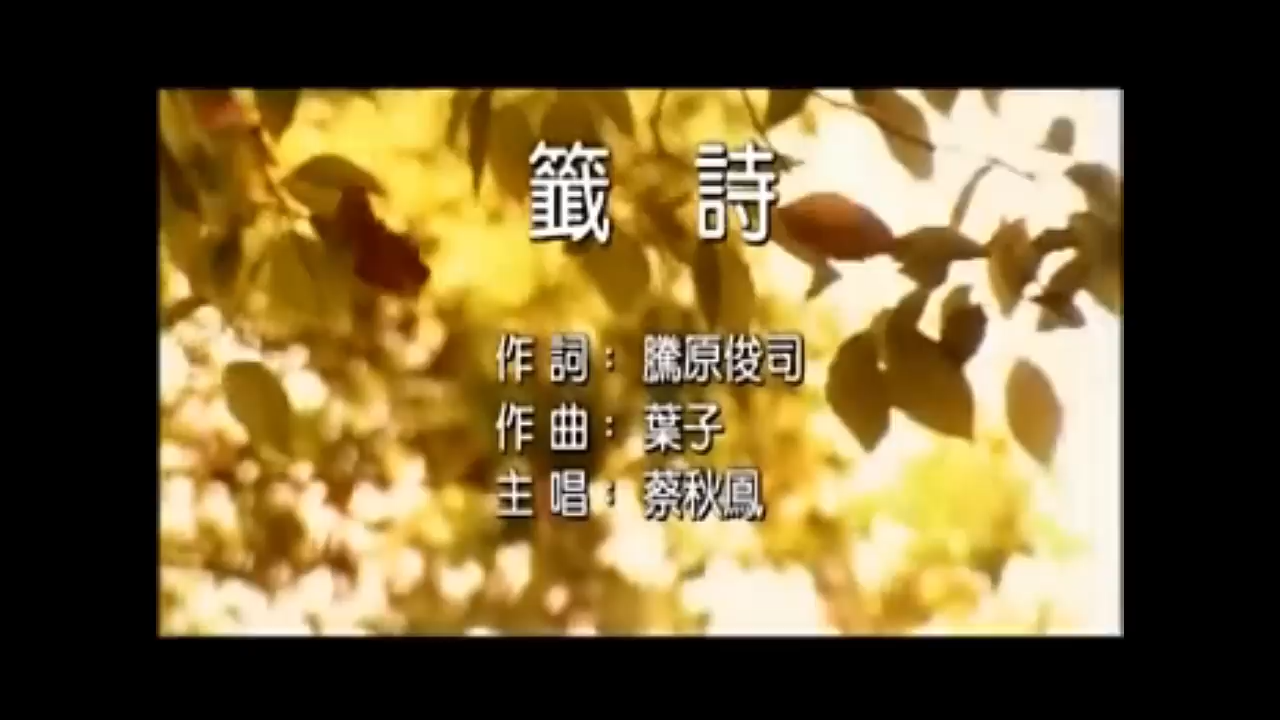 籤 詩
作 詞： 騰原俊司
作 曲： 葉子
主 唱： 蔡秋鳳